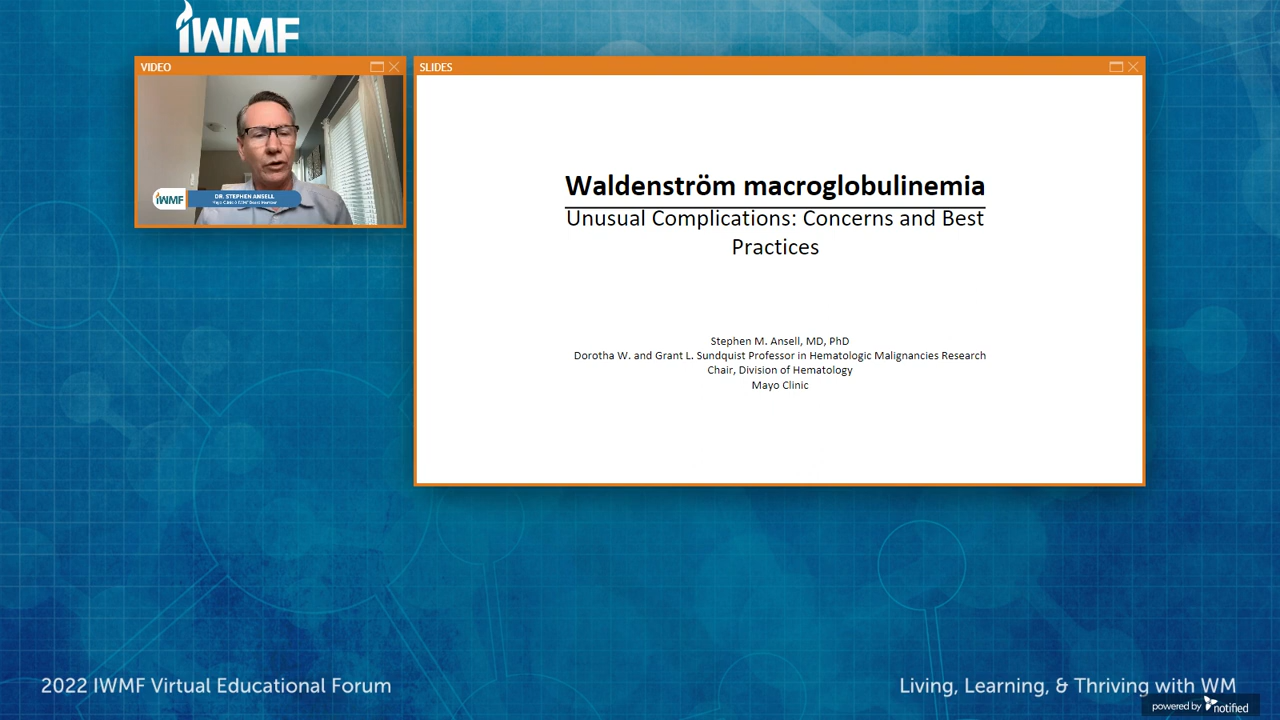 IWMF
VIDEO
SLIDES
IWMF
DR. STEPHEN ANSELL
Waldenström macroglobulinemia
Unusual Complications: Concerns and Best
Practices
Stephen M. Ansell, MD, PhD
Dorotha W. and Grant L. Sundquist Professor in Hematologic Malignancies Research
Chair, Division of Hematology
Mayo Clinic
2022 IWMF Virtual Educational Forum
Living, Learning, & Thriving with WM
powered by notified